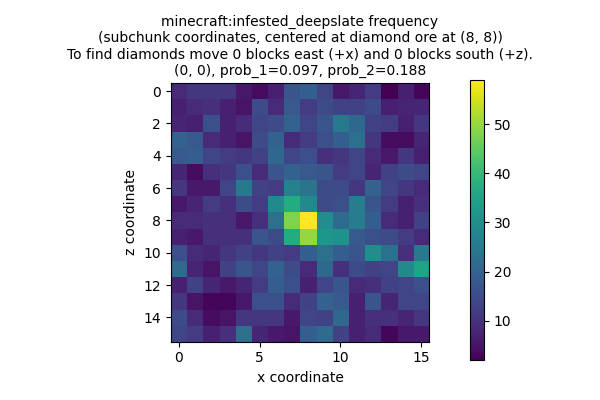 minecraft:infested_deepslate frequency
(subchunk coordinates, centered at diamond ore at (8, 8))
To find diamonds move 0 blocks east (+x) and 0 blocks south (+z).
(0, 0), prob_1=0.097, prob_2=0.188
0
2
4
6
8
10
12
14
z coordinate
0
5
10
15
x coordinate
50
40
30
20
10